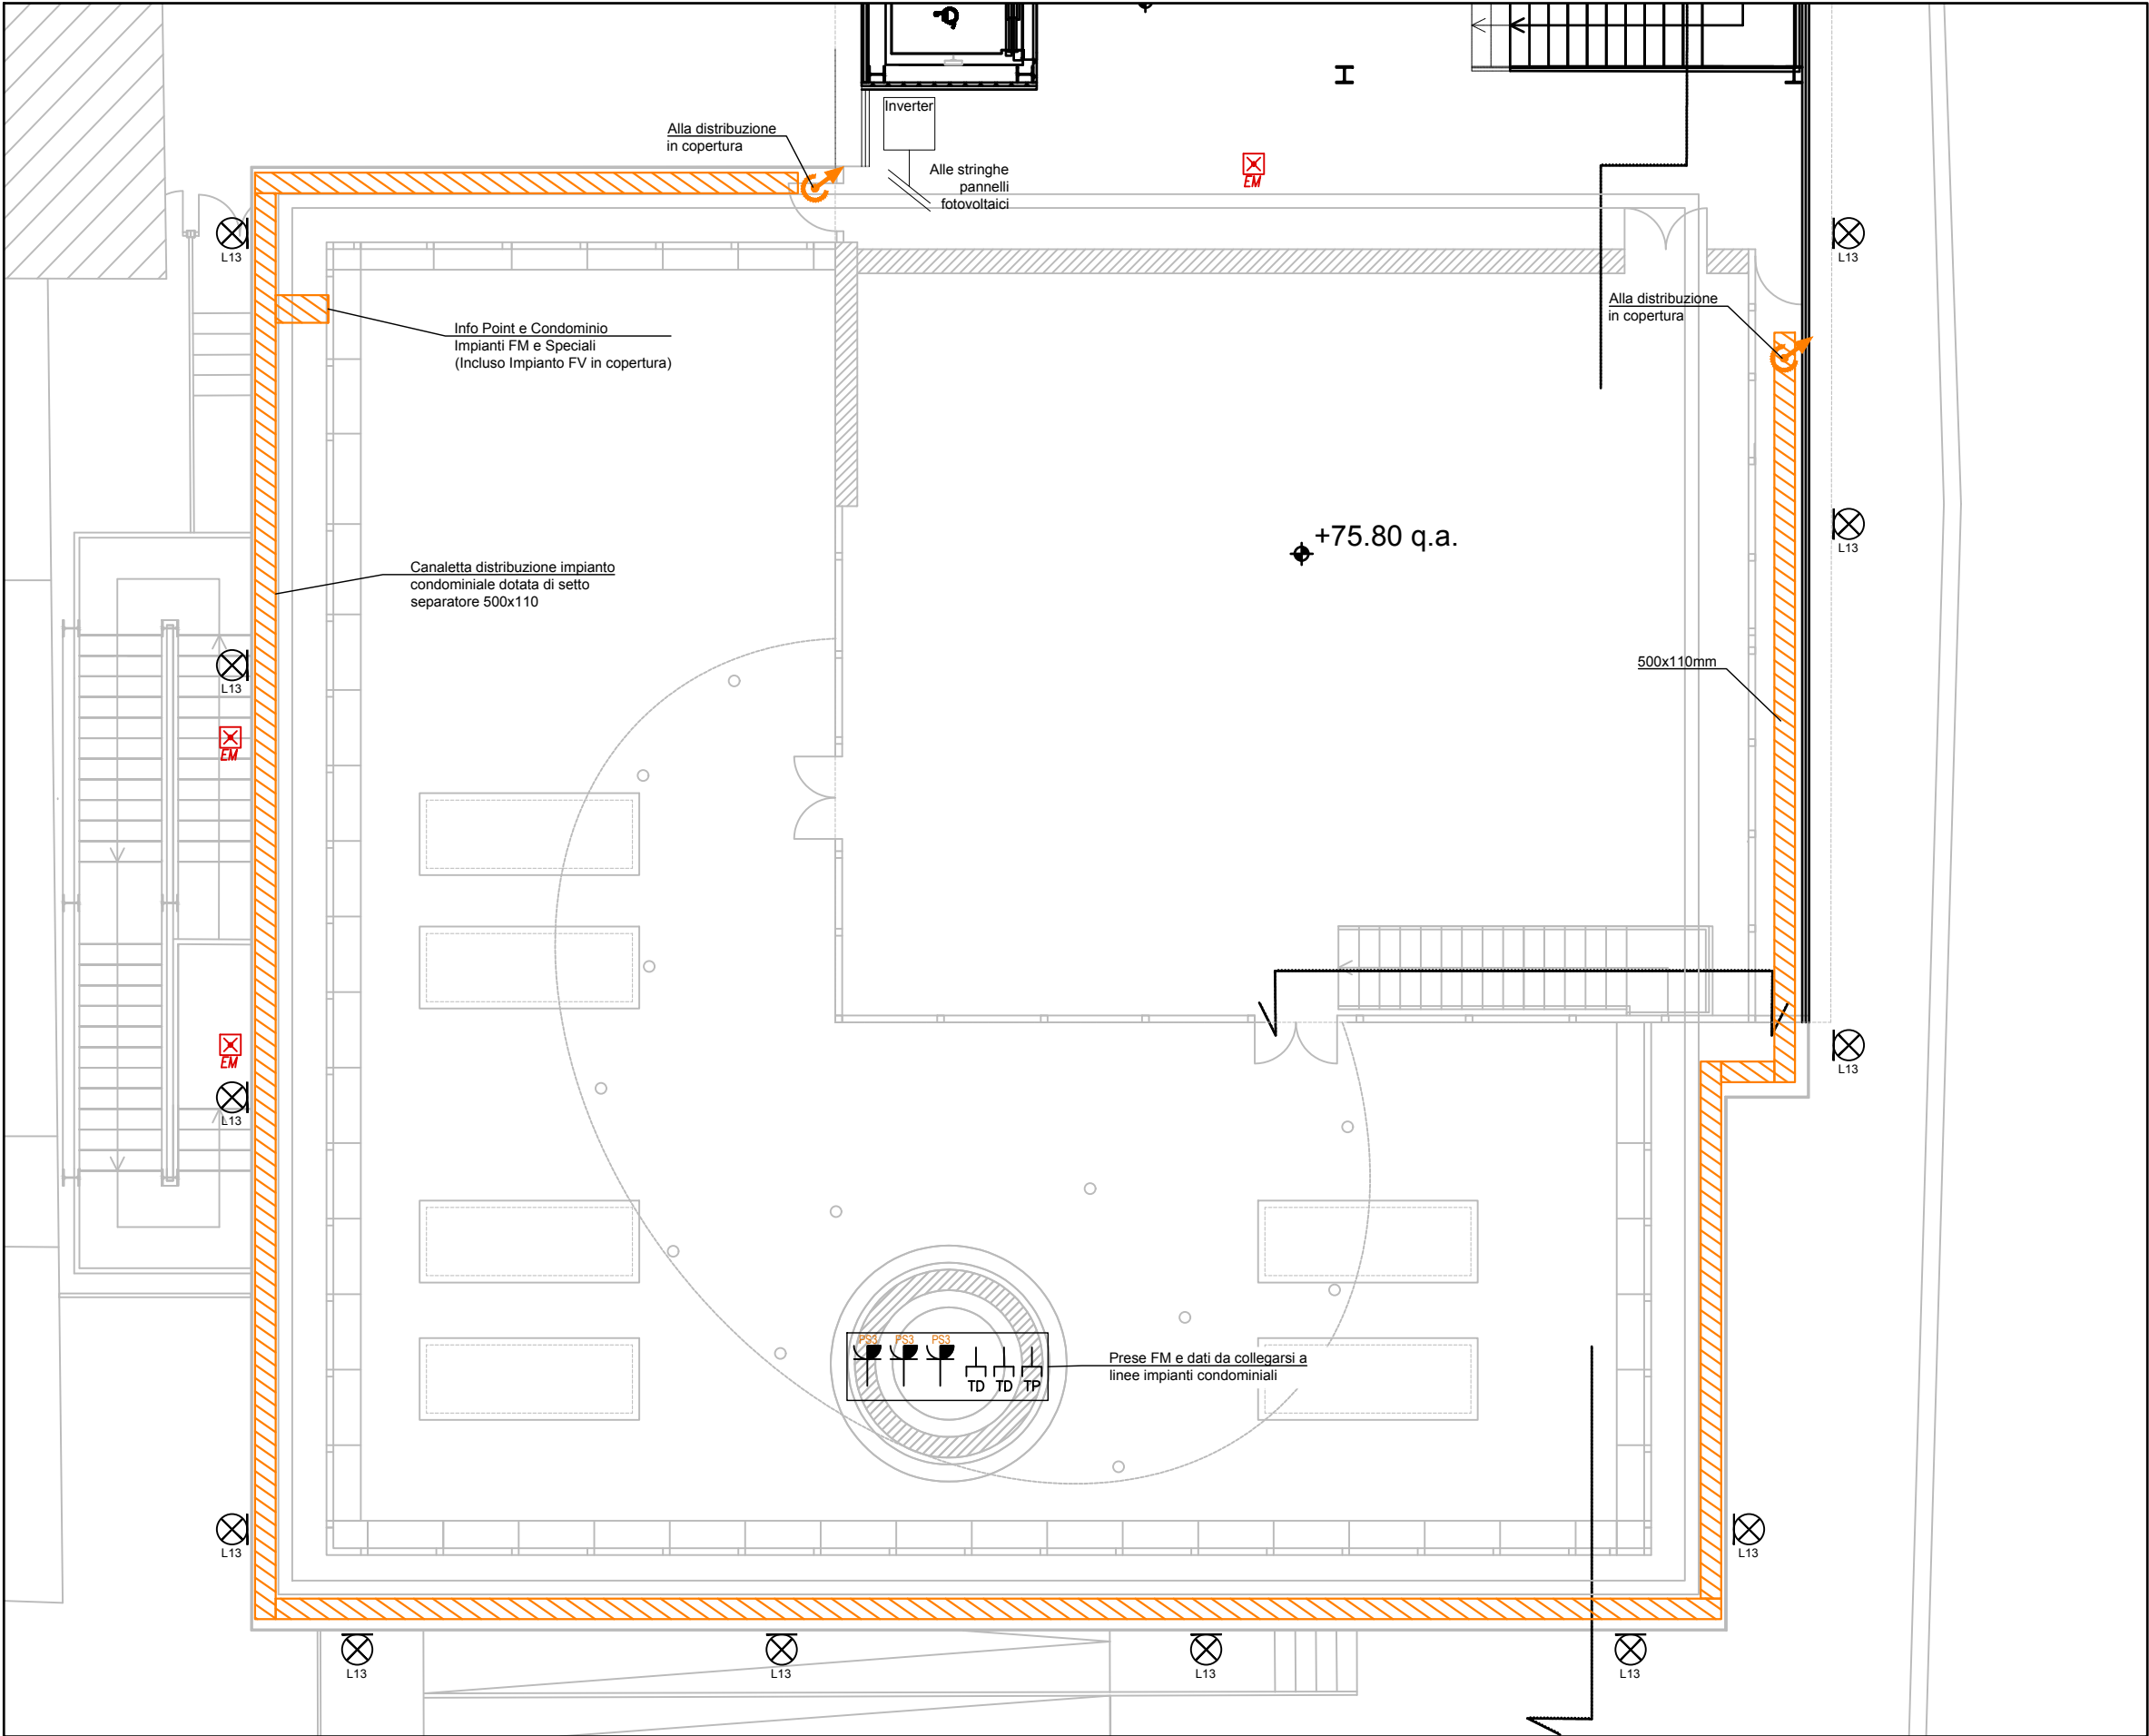 Inverter
Alla distribuzione
in copertura
Alle stringhe
pannelli
fotovoltaici
EM
L13
L13
Alla distribuzione
in copertura
Info Point e Condominio
Impianti FM e Speciali
(Incluso Impianto FV in copertura)
+75.80 q.a.
L13
Canaletta distribuzione impianto
condominiale dotata di setto
separatore 500x110
500x110mm
L13
EM
EM
L13
L13
PS3 PS3 PS3
TD TD TP
Prese FM e dati da collegarsi a
linee impianti condominiali
L13
L13
L13
L13
L13
L13